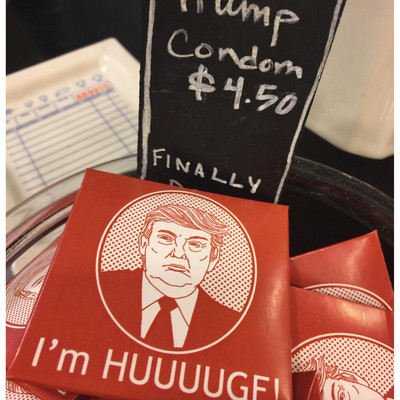 Trump
Condom
$4.50
FINALLY
I'm HUUUUGE!